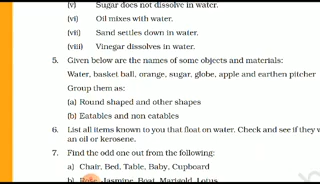 (v) Sugar does not dissolve in water.
(vi) Oil mixes with water.
(vii) Sand settles down in water.
(viii) Vinegar dissolves in water.
5. Given below are the names of some objects and materials:
Water, basket ball, orange, sugar, globe, apple and earthen pitcher
Group them as:
(a) Round shaped and other shapes
(b) Eatables and non eatables
6. List all items known to you that float on water. Check and see if they
an oil or kerosene.
7. Find the odd one out from the following:
a) Chair, Bed, Table, Baby, Cupboard
b) Rose, Jasmine, Boat, Marigold, Lotus